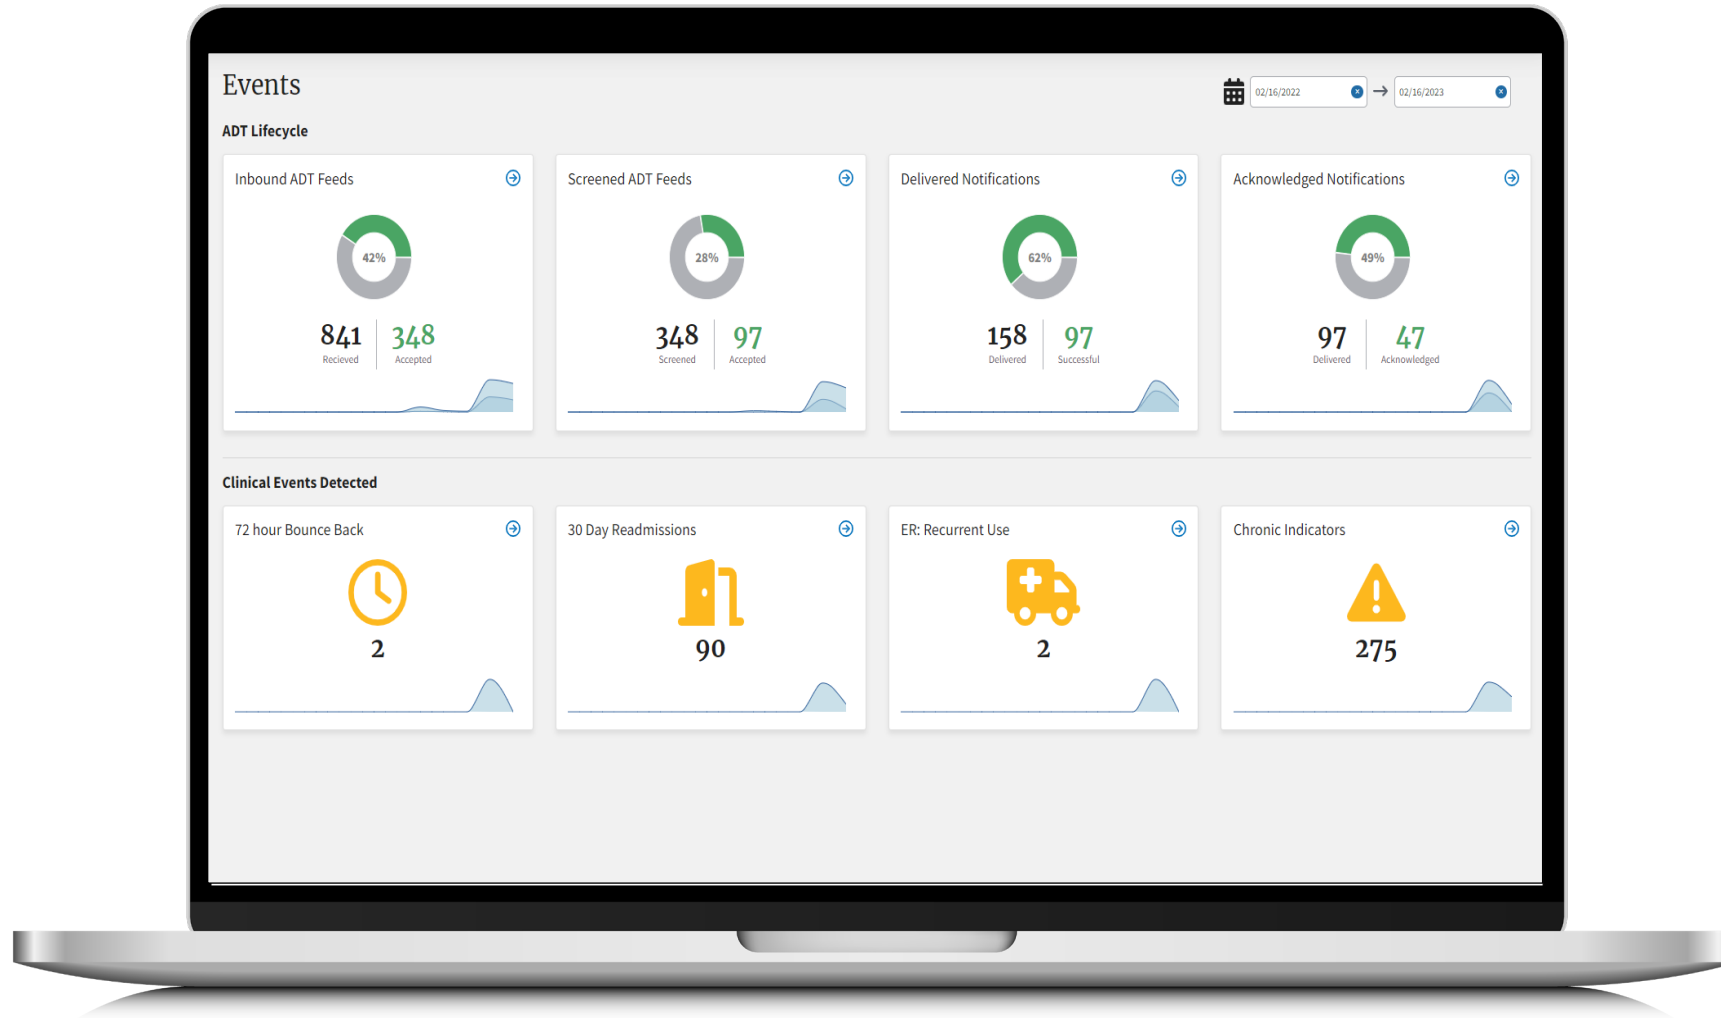 Events
02/16/2022
02/16/2023
ADT Lifecycle
Inbound ADT Feeds
42%
841 348
Recieved Accepted
Screened ADT Feeds
28%
348 97
Screened Accepted
Delivered Notifications
62%
158 97
Delivered Successful
Acknowledged Notifications
49%
97 47
Delivered Acknowledged
Clinical Events Detected
72 hour Bounce Back
2
30 Day Readmissions
90
ER: Recurrent Use
2
Chronic Indicators
275